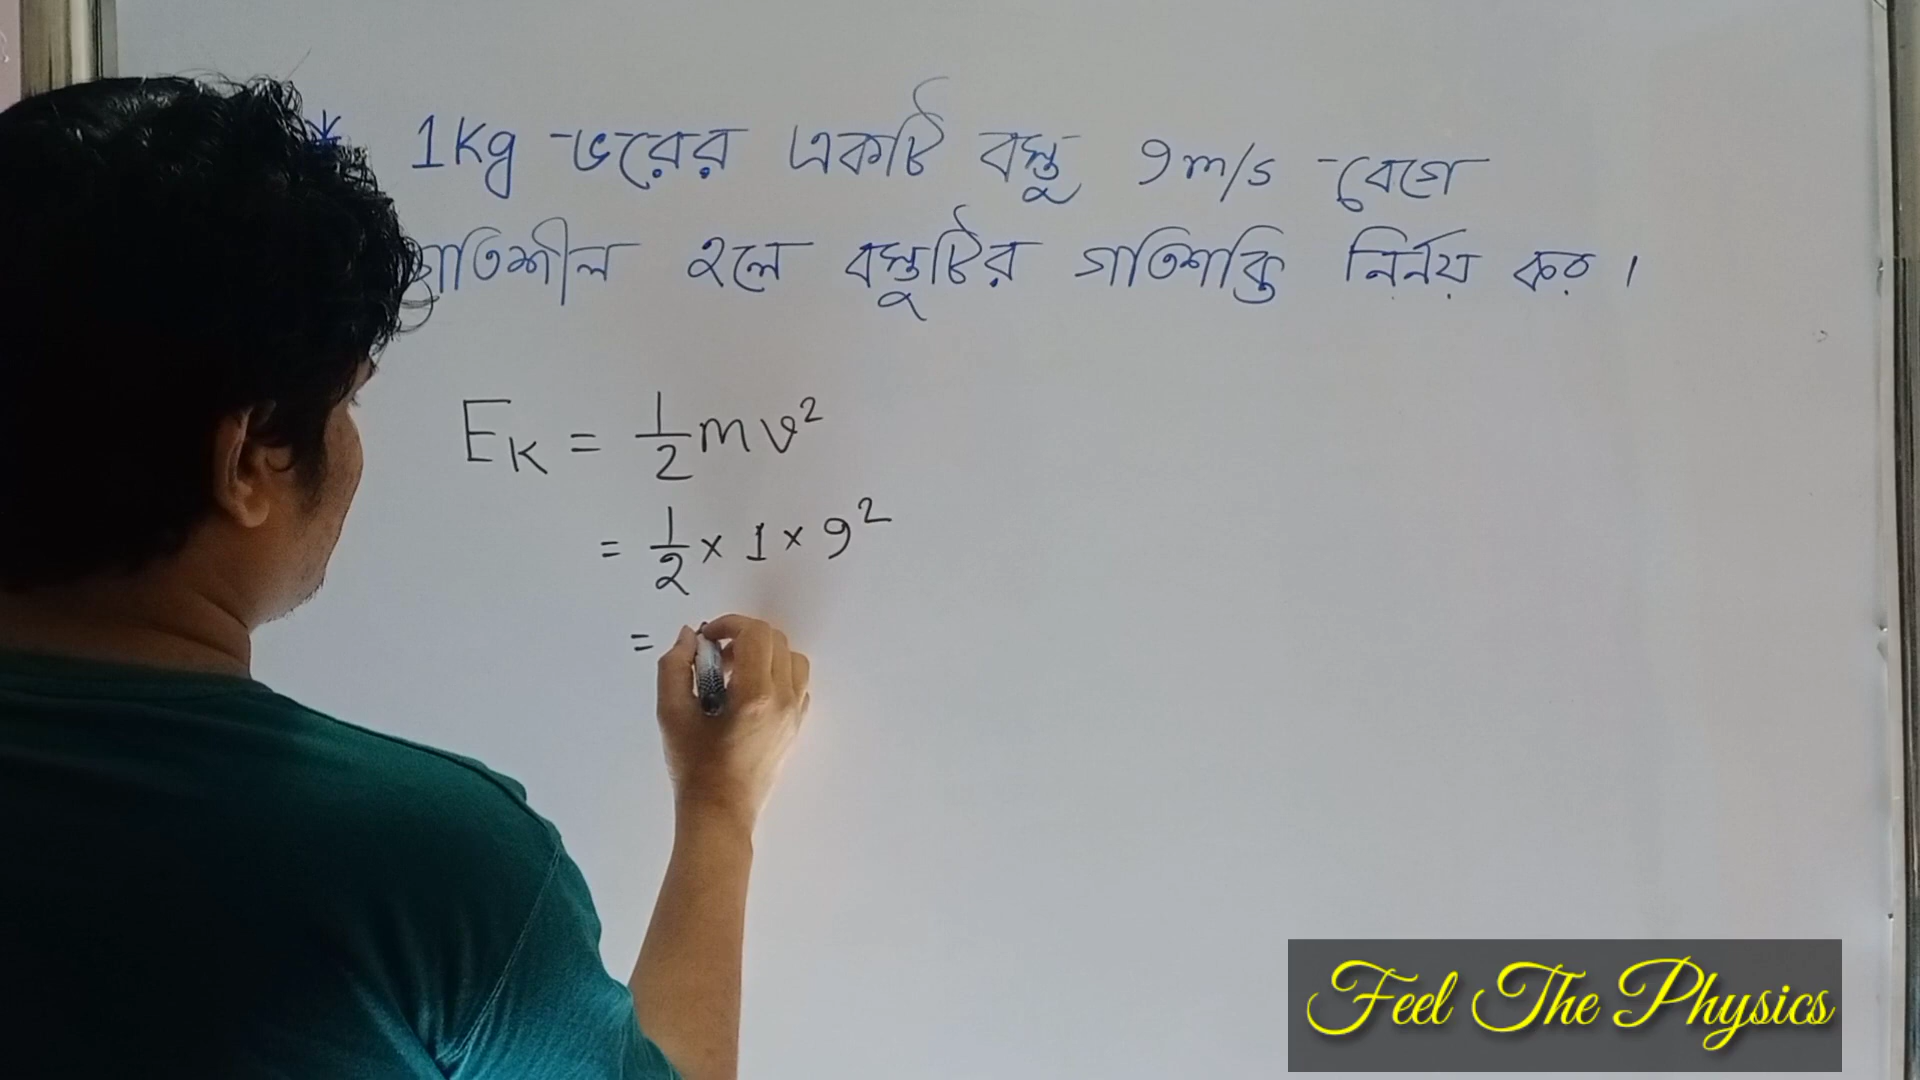 * 1Kg ভরের একটি বস্তু 9m/s বেগে
গতিশীল হলে বস্তুটির গতিশক্তি নির্নয় কর।
Eₖ = 1/2 mv²
= 1/2 × 1 × 9²
=
Feel The Physics